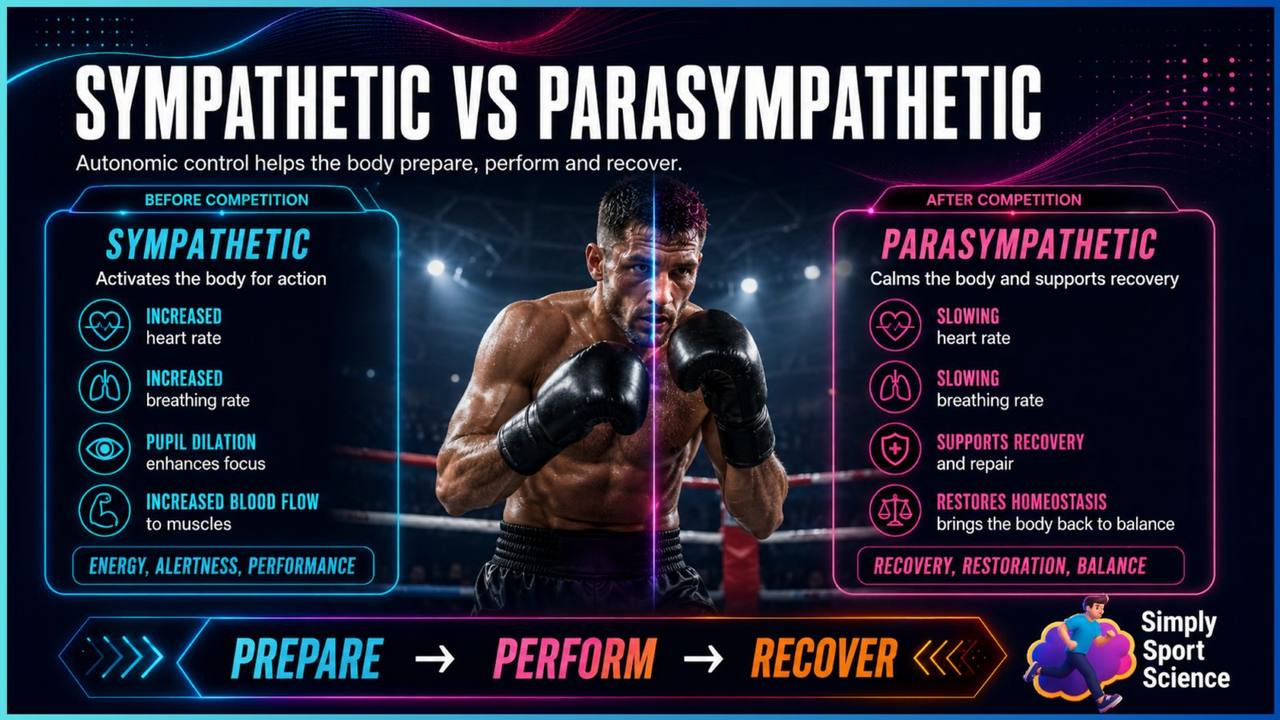 SYMPATHETIC VS PARASYMPATHETIC
Autonomic control helps the body prepare, perform and recover.
BEFORE COMPETITION
SYMPATHETIC
Activates the body for action
INCREASED
heart rate
INCREASED
breathing rate
PUPIL DILATION
enhances focus
INCREASED BLOOD FLOW
to muscles
ENERGY, ALERTNESS, PERFORMANCE
AFTER COMPETITION
PARASYMPATHETIC
Calms the body and supports recovery
SLOWING
heart rate
SLOWING
breathing rate
SUPPORTS RECOVERY
and repair
RESTORES HOMEOSTASIS
brings the body back to balance
RECOVERY, RESTORATION, BALANCE
PREPARE → PERFORM → RECOVER
Simply
Sport
Science